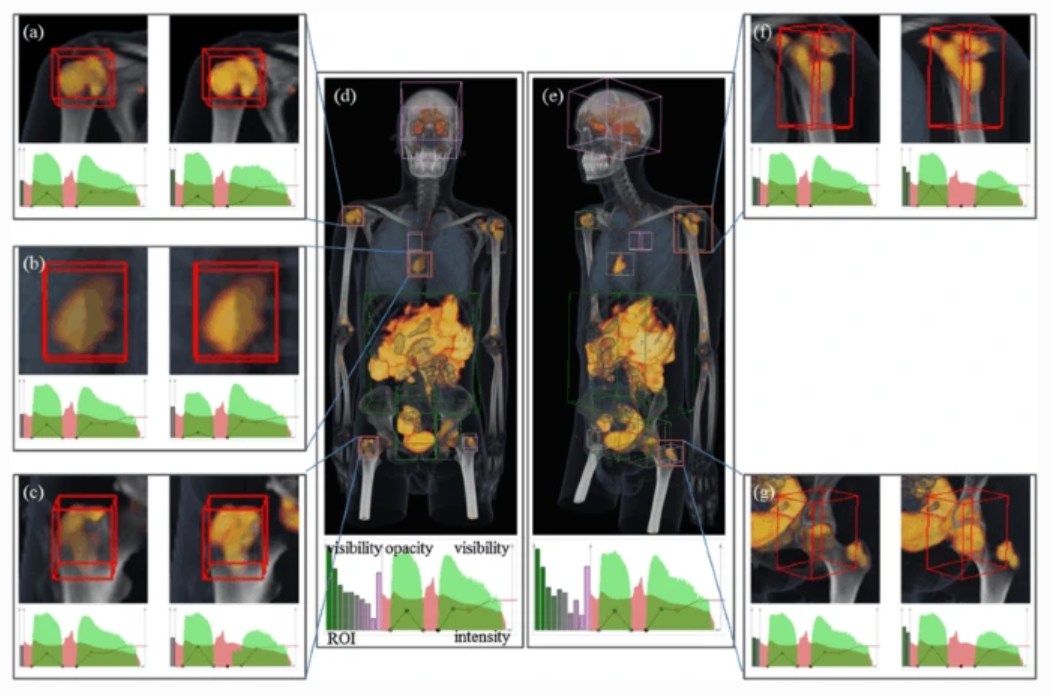 (a)
(b)
(c)
(d)
(e)
(f)
(g)
visibility opacity visibility
ROI intensity